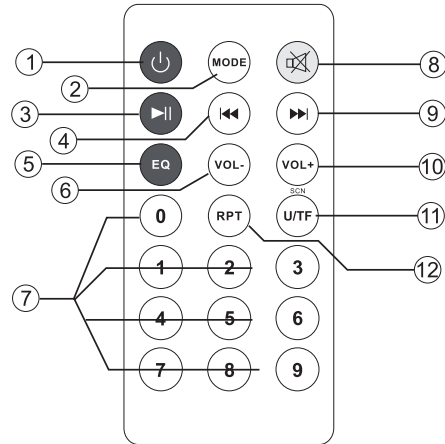 1 MODE 8
2
3 4 9
5 EQ VOL- VOL+ 10
6 SCN
0 RPT U/TF 11
12
7 1 2 3
4 5 6
7 8 9